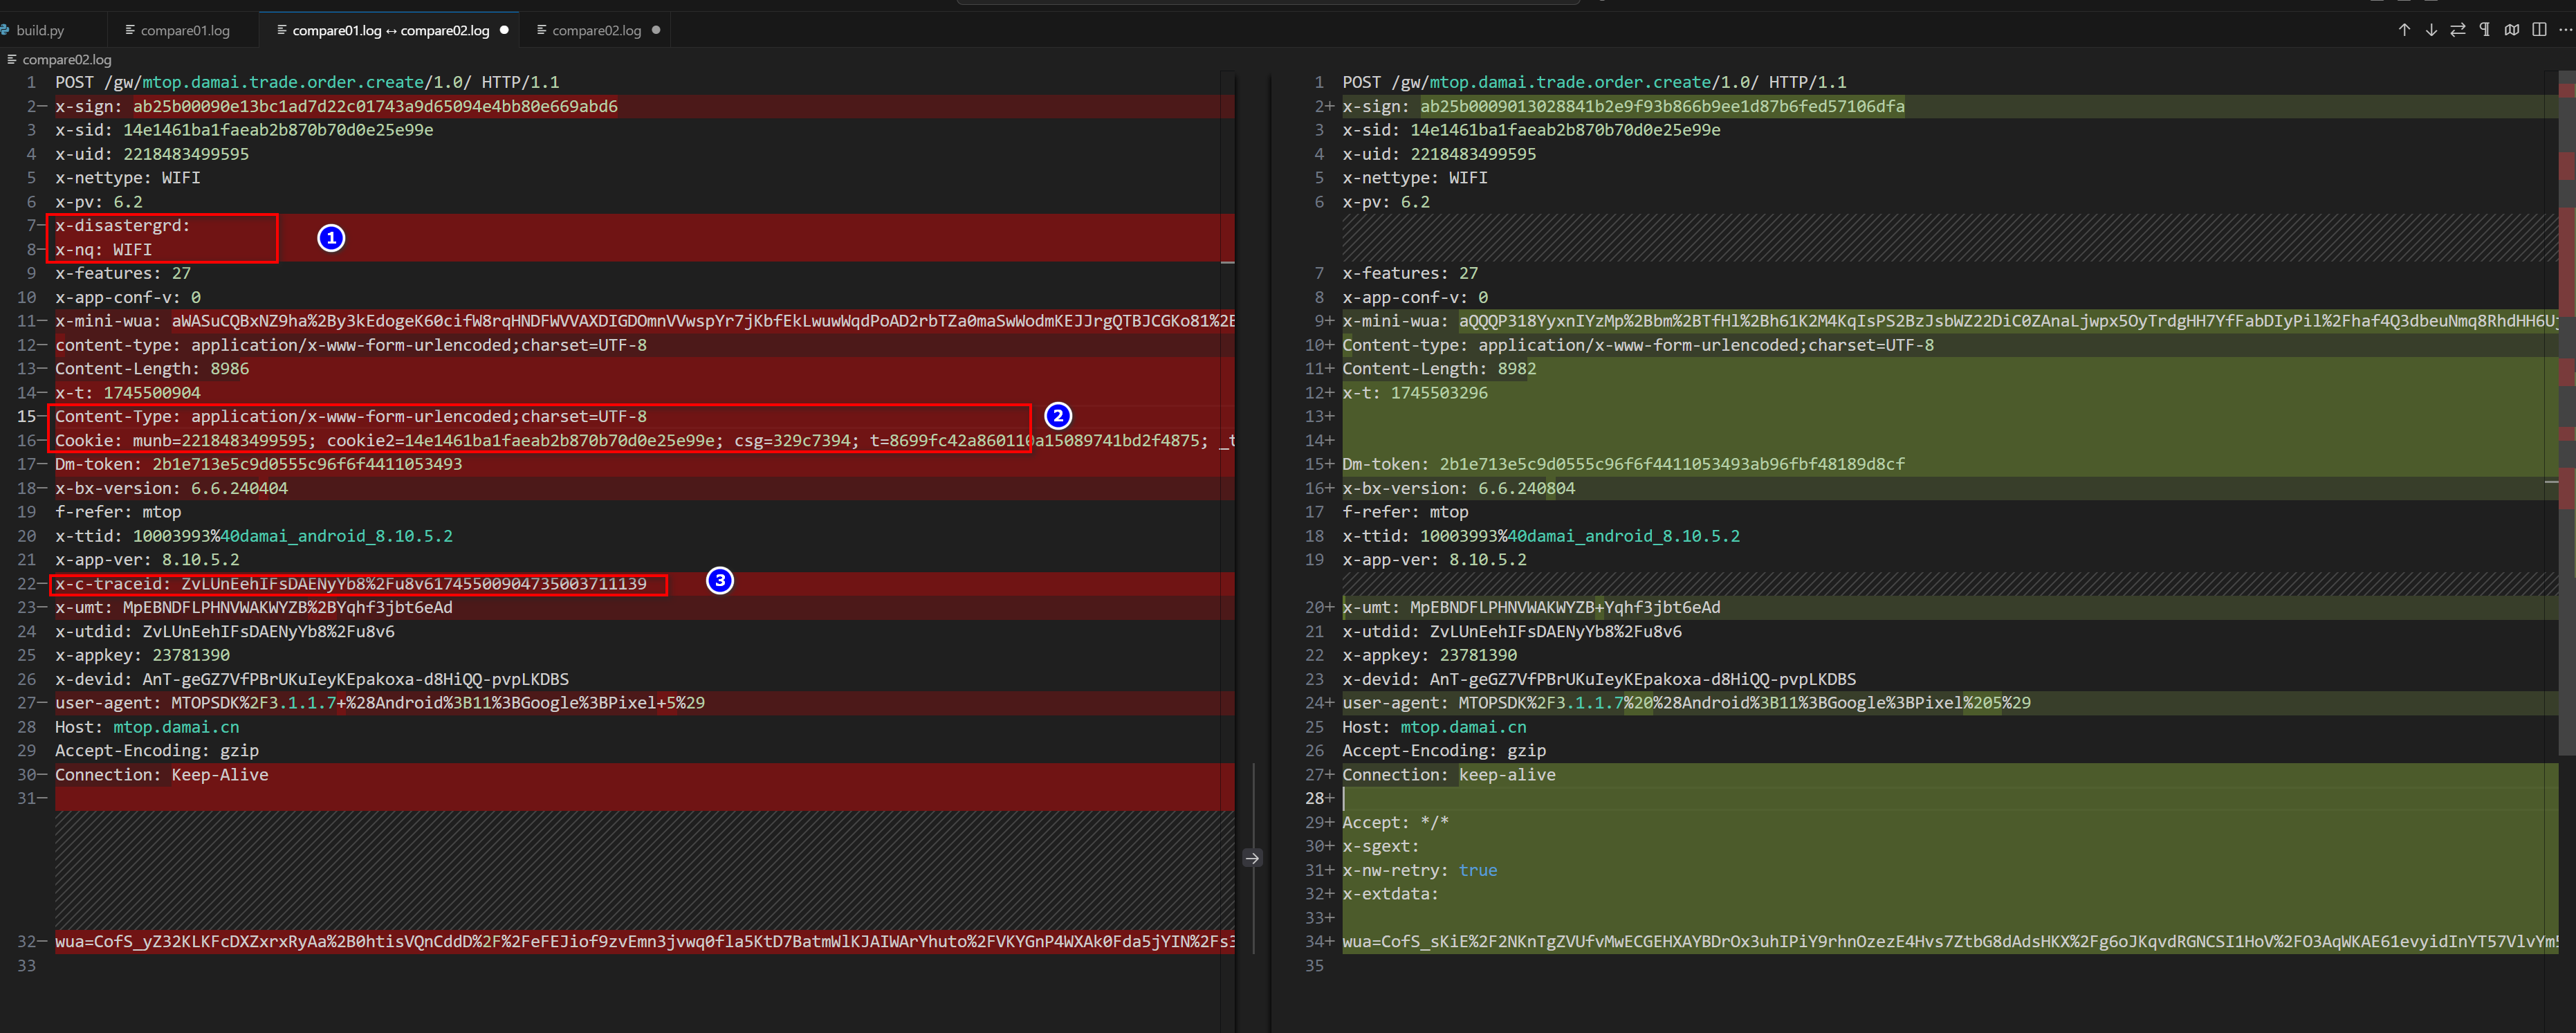 build.py
compare01.log
compare01.log ↔ compare02.log
compare02.log
compare02.log
1 POST /gw/mtop.damai.trade.order.create/1.0/ HTTP/1.1
2− x-sign: ab25b00090e13bc1ad7d22c01743a9d65094e4bb80e669abd6
3 x-sid: 14e1461ba1faeab2b870b70d0e25e99e
4 x-uid: 2218483499595
5 x-nettype: WIFI
6 x-pv: 6.2
7− x-disastergrd:
8− x-nq: WIFI
1
9 x-features: 27
10 x-app-conf-v: 0
11− x-mini-wua: aWASuCQBxNZ9ha%2By3kEdogeK60cifW8rqHNDFWVVAXDIGDOmnVVwspYr7jKbfEkLwuwWqdPoAD2rbTZa0maSwWodmKEJJrgQTBJCGKo81%2E
12− content-type: application/x-www-form-urlencoded;charset=UTF-8
13− Content-Length: 8986
14− x-t: 1745500904
15− Content-Type: application/x-www-form-urlencoded;charset=UTF-8
2
16− Cookie: munb=2218483499595; cookie2=14e1461ba1faeab2b870b70d0e25e99e; csg=329c7394; t=8699fc42a860110a15089741bd2f4875; _t
17− Dm-token: 2b1e713e5c9d0555c96f6f4411053493
18− x-bx-version: 6.6.240404
19 f-refer: mtop
20 x-ttid: 10003993%40damai_android_8.10.5.2
21 x-app-ver: 8.10.5.2
22− x-c-traceid: ZvLUnEehIFsDAENyYb8%2Fu8v6174550090473500371113​9
3
23− x-umt: MpEBNDFLPHNVWAKWYZB%2BYqhf3jbt6eAd
24 x-utdid: ZvLUnEehIFsDAENyYb8%2Fu8v6
25 x-appkey: 23781390
26 x-devid: AnT-geGZ7VfPBrUKuIeyKEpakoxa-d8HiQQ-pvpLKDBS
27− user-agent: MTOPSDK%2F3.1.1.7+%28Android%3B11%3BGoogle%3BPixel+5%29
28 Host: mtop.damai.cn
29 Accept-Encoding: gzip
30− Connection: Keep-Alive
31−
32− wua=CofS_yZ32KLKFcDXZxrxRyAa%2B0htisVQnCddD%2F%2FeFEJiof9zvEmn3jvwq0fla5KtD7BatmWlKJAIWArYhuto%2FVKYGnP4WXAk0Fda5jYIN%2Fs3
33
1 POST /gw/mtop.damai.trade.order.create/1.0/ HTTP/1.1
2+ x-sign: ab25b0009013028841b2e9f93b866b9ee1d87b6fed57106dfa
3 x-sid: 14e1461ba1faeab2b870b70d0e25e99e
4 x-uid: 2218483499595
5 x-nettype: WIFI
6 x-pv: 6.2
7 x-features: 27
8 x-app-conf-v: 0
9+ x-mini-wua: aQQQP318YyxnIYzMp%2Bbm%2BTfHl%2Bh61K2M4KqIsPS2BzJsbWZ22DiC0ZAnaLjwpx5OyTrdgHH7YfFabDIyPil%2Fhaf4Q3dbeuNmq8RhdHH6Uj
10+ Content-type: application/x-www-form-urlencoded;charset=UTF-8
11+ Content-Length: 8982
12+ x-t: 1745503296
13+
14+
15+ Dm-token: 2b1e713e5c9d0555c96f6f4411053493ab96fbf48189d8cf
16+ x-bx-version: 6.6.240804
17 f-refer: mtop
18 x-ttid: 10003993%40damai_android_8.10.5.2
19 x-app-ver: 8.10.5.2
20+ x-umt: MpEBNDFLPHNVWAKWYZB+Yqhf3jbt6eAd
21 x-utdid: ZvLUnEehIFsDAENyYb8%2Fu8v6
22 x-appkey: 23781390
23 x-devid: AnT-geGZ7VfPBrUKuIeyKEpakoxa-d8HiQQ-pvpLKDBS
24+ user-agent: MTOPSDK%2F3.1.1.7%20%28Android%3B11%3BGoogle%3BPixel%205%29
25 Host: mtop.damai.cn
26 Accept-Encoding: gzip
27+ Connection: keep-alive
28+
29+ Accept: */*
30+ x-sgext:
31+ x-nw-retry: true
32+ x-extdata:
33+
34+ wua=CofS_sKiE%2F2NKnTgZVUfvMwECGEHXAYBDrOx3uhIPiY9rhnOzezE4Hvs7ZtbG8dAdsHKX%2Fg6oJKqvdRGNCSI1HoV%2FO3AqWKAE61evyidInYT57VlvYm5
35